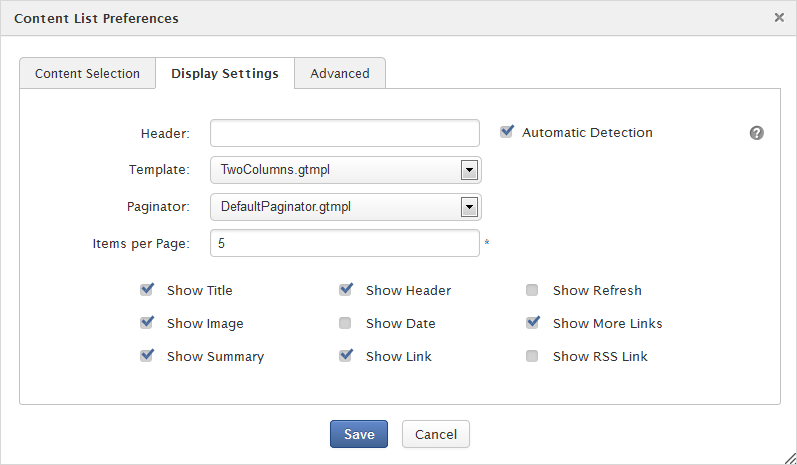 Content List Preferences
Content Selection Display Settings Advanced
Header: Automatic Detection
Template: TwoColumns.gtmpl
Paginator: DefaultPaginator.gtmpl
Items per Page: 5 *
Show Title Show Header Show Refresh
Show Image Show Date Show More Links
Show Summary Show Link Show RSS Link
Save Cancel